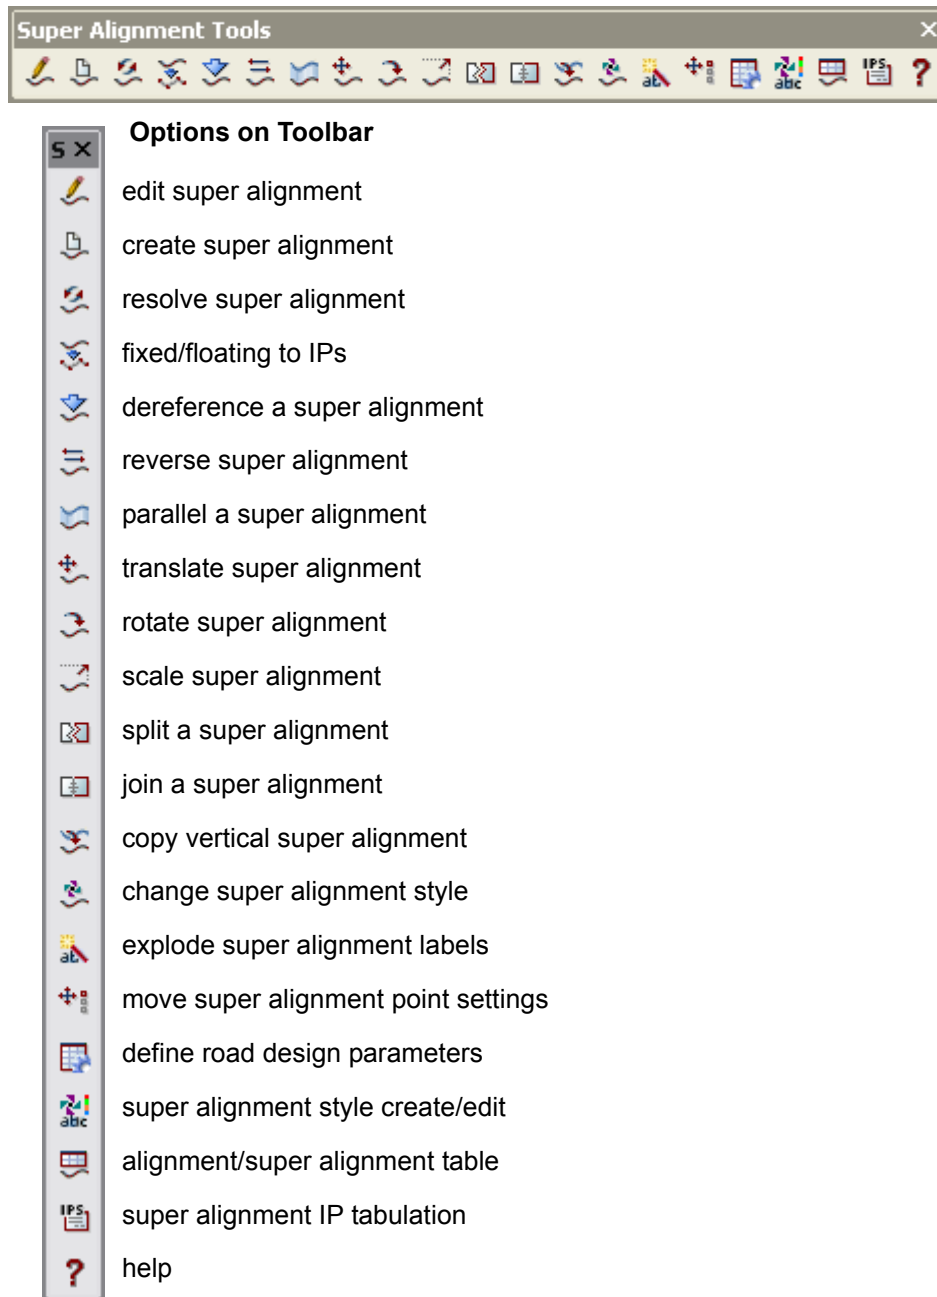 Super Alignment Tools
Options on Toolbar
S X
edit super alignment
create super alignment
resolve super alignment
fixed/floating to IPs
dereference a super alignment
reverse super alignment
parallel a super alignment
translate super alignment
rotate super alignment
scale super alignment
split a super alignment
join a super alignment
copy vertical super alignment
change super alignment style
ab explode super alignment labels
move super alignment point settings
define road design parameters
abc super alignment style create/edit
alignment/super alignment table
IPS super alignment IP tabulation
? help